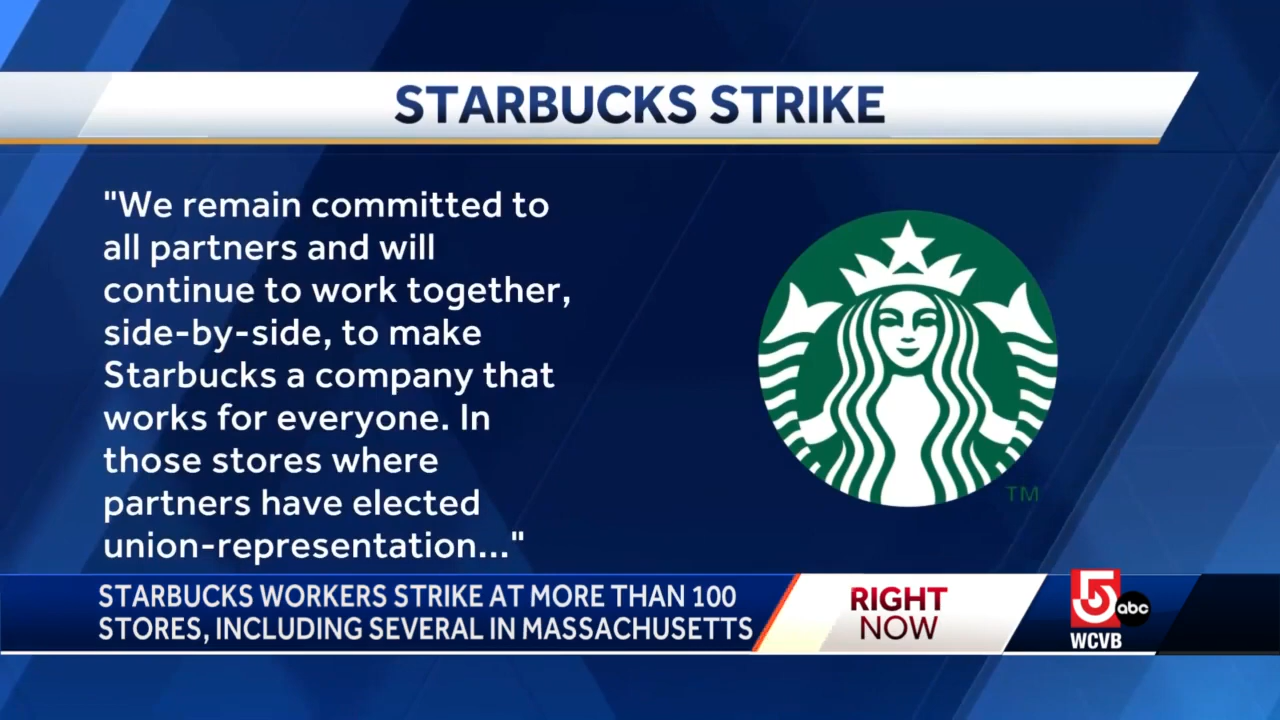 STARBUCKS STRIKE
"We remain committed to
all partners and will
continue to work together,
side-by-side, to make
Starbucks a company that
works for everyone. In
those stores where
partners have elected
union-representation..."
TM
STARBUCKS WORKERS STRIKE AT MORE THAN 100
STORES, INCLUDING SEVERAL IN MASSACHUSETTS
RIGHT
NOW
5
abc
WCVB